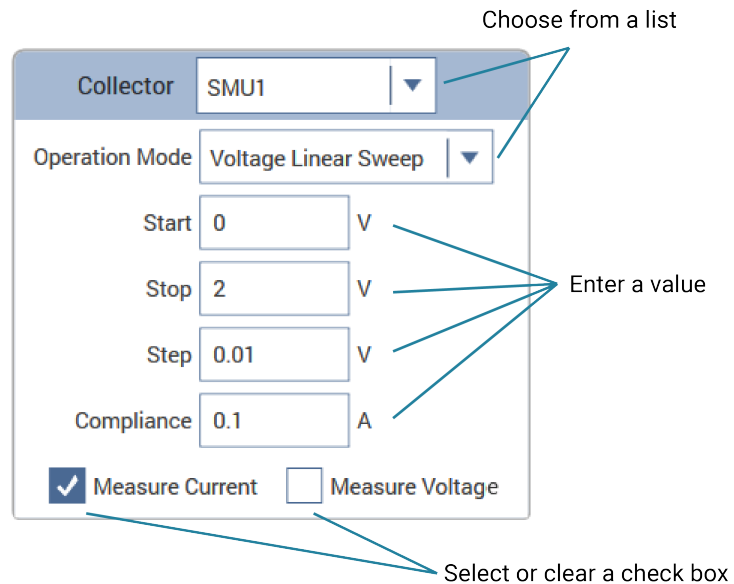 Choose from a list
Collector SMU1
Operation Mode Voltage Linear Sweep
Start 0 V
Stop 2 V
Enter a value
Step 0.01 V
Compliance 0.1 A
Measure Current Measure Voltage
Select or clear a check box